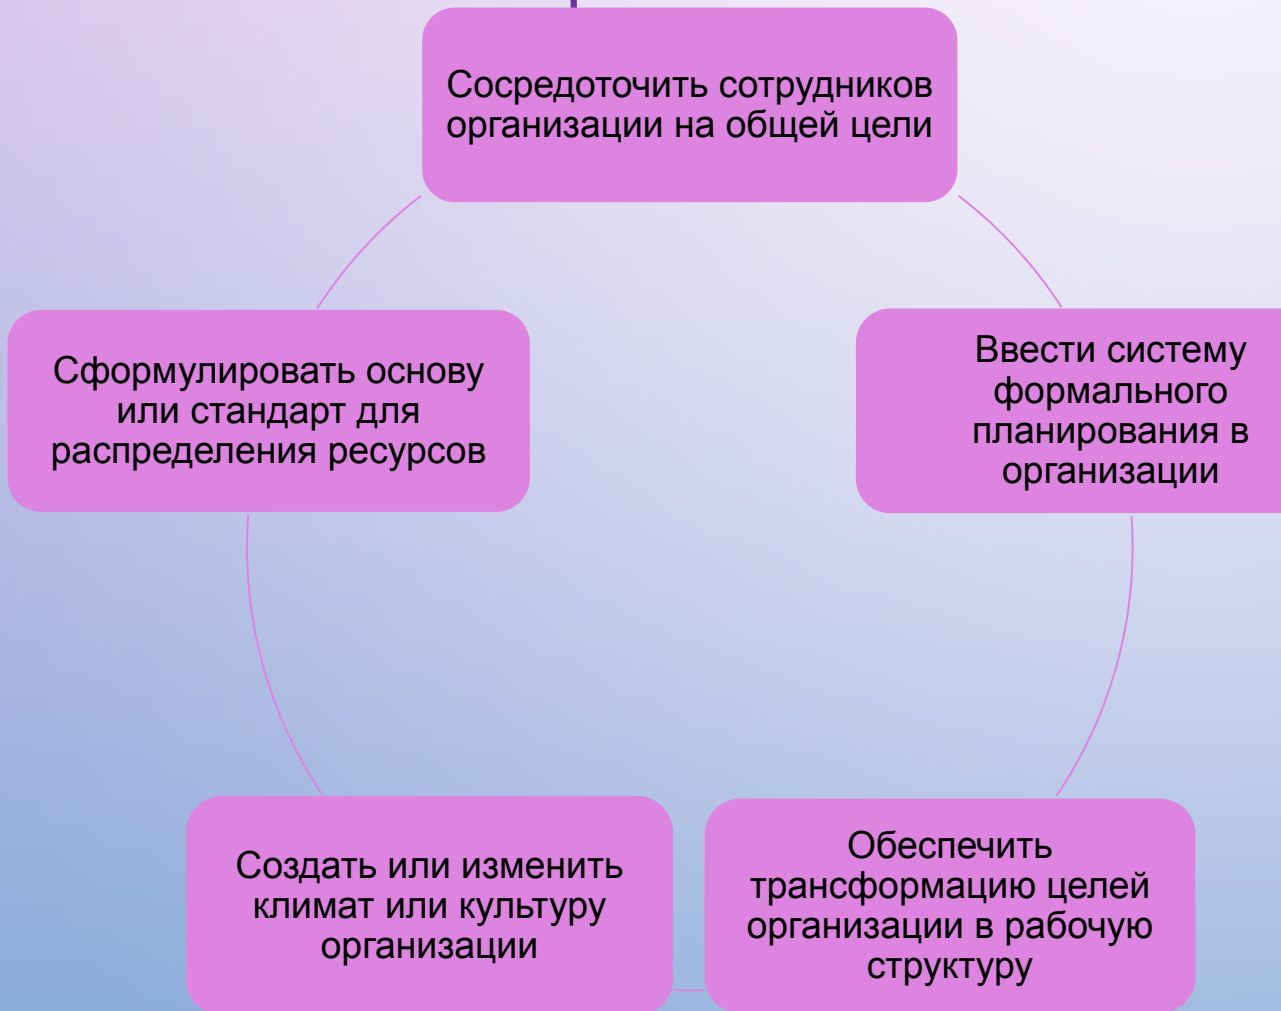 Сосредоточить сотрудников
организации на общей цели
Ввести систему
формального
планирования в
организации
Обеспечить
трансформацию целей
организации в рабочую
структуру
Создать или изменить
климат или культуру
организации
Сформулировать основу
или стандарт для
распределения ресурсов